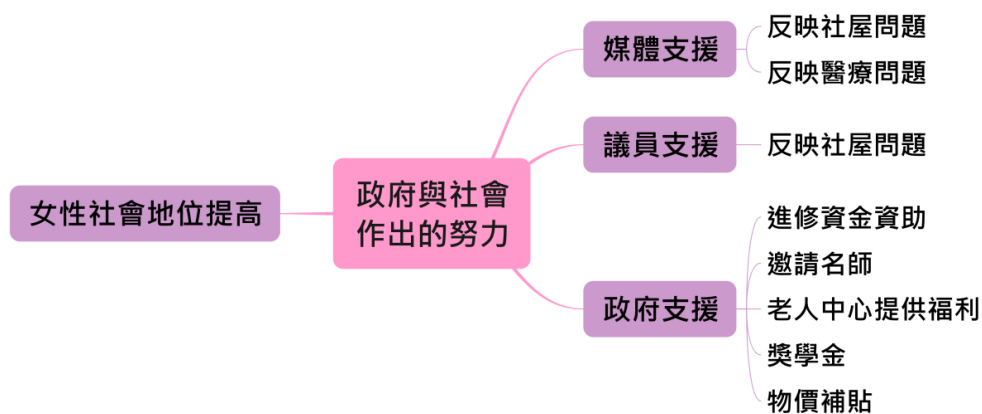 女性社會地位提高
政府與社會
作出的努力
媒體支援
反映社屋問題
反映醫療問題
議員支援
反映社屋問題
政府支援
進修資金資助
邀請名師
老人中心提供福利
獎學金
物價補貼